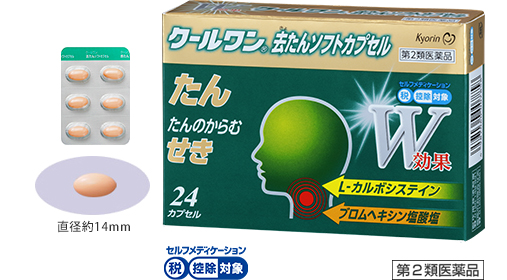 クールワン® 去たんソフトカプセル
Kyorin
第2類医薬品
セルフメディケーション
税 控除 対象
たん
たんのからむ
せき
W
効果
L-カルボシステイン
ブロムヘキシン塩酸塩
24
カプセル
直径約14mm
セルフメディケーション
税 控除 対象
第2類医薬品